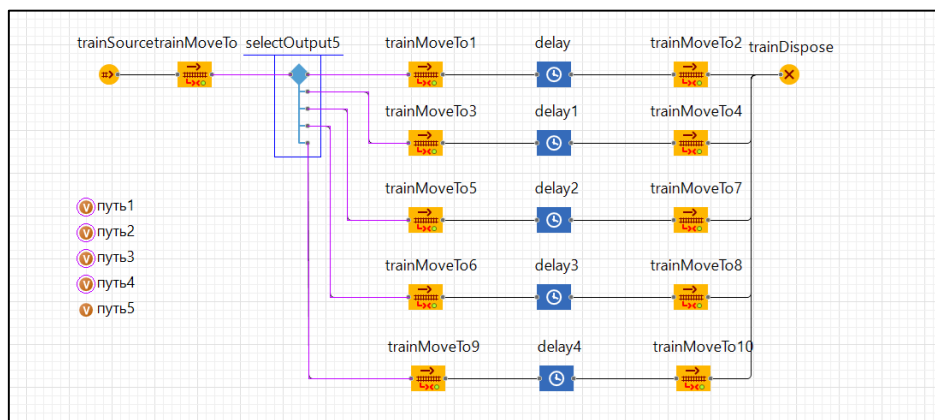 trainSource trainMoveTo selectOutput5 trainMoveTo1 delay trainMoveTo2 trainDispose
trainMoveTo3 delay1 trainMoveTo4
trainMoveTo5 delay2 trainMoveTo7
V путь1
V путь2
V путь3
trainMoveTo6 delay3 trainMoveTo8
V путь4
V путь5
trainMoveTo9 delay4 trainMoveTo10